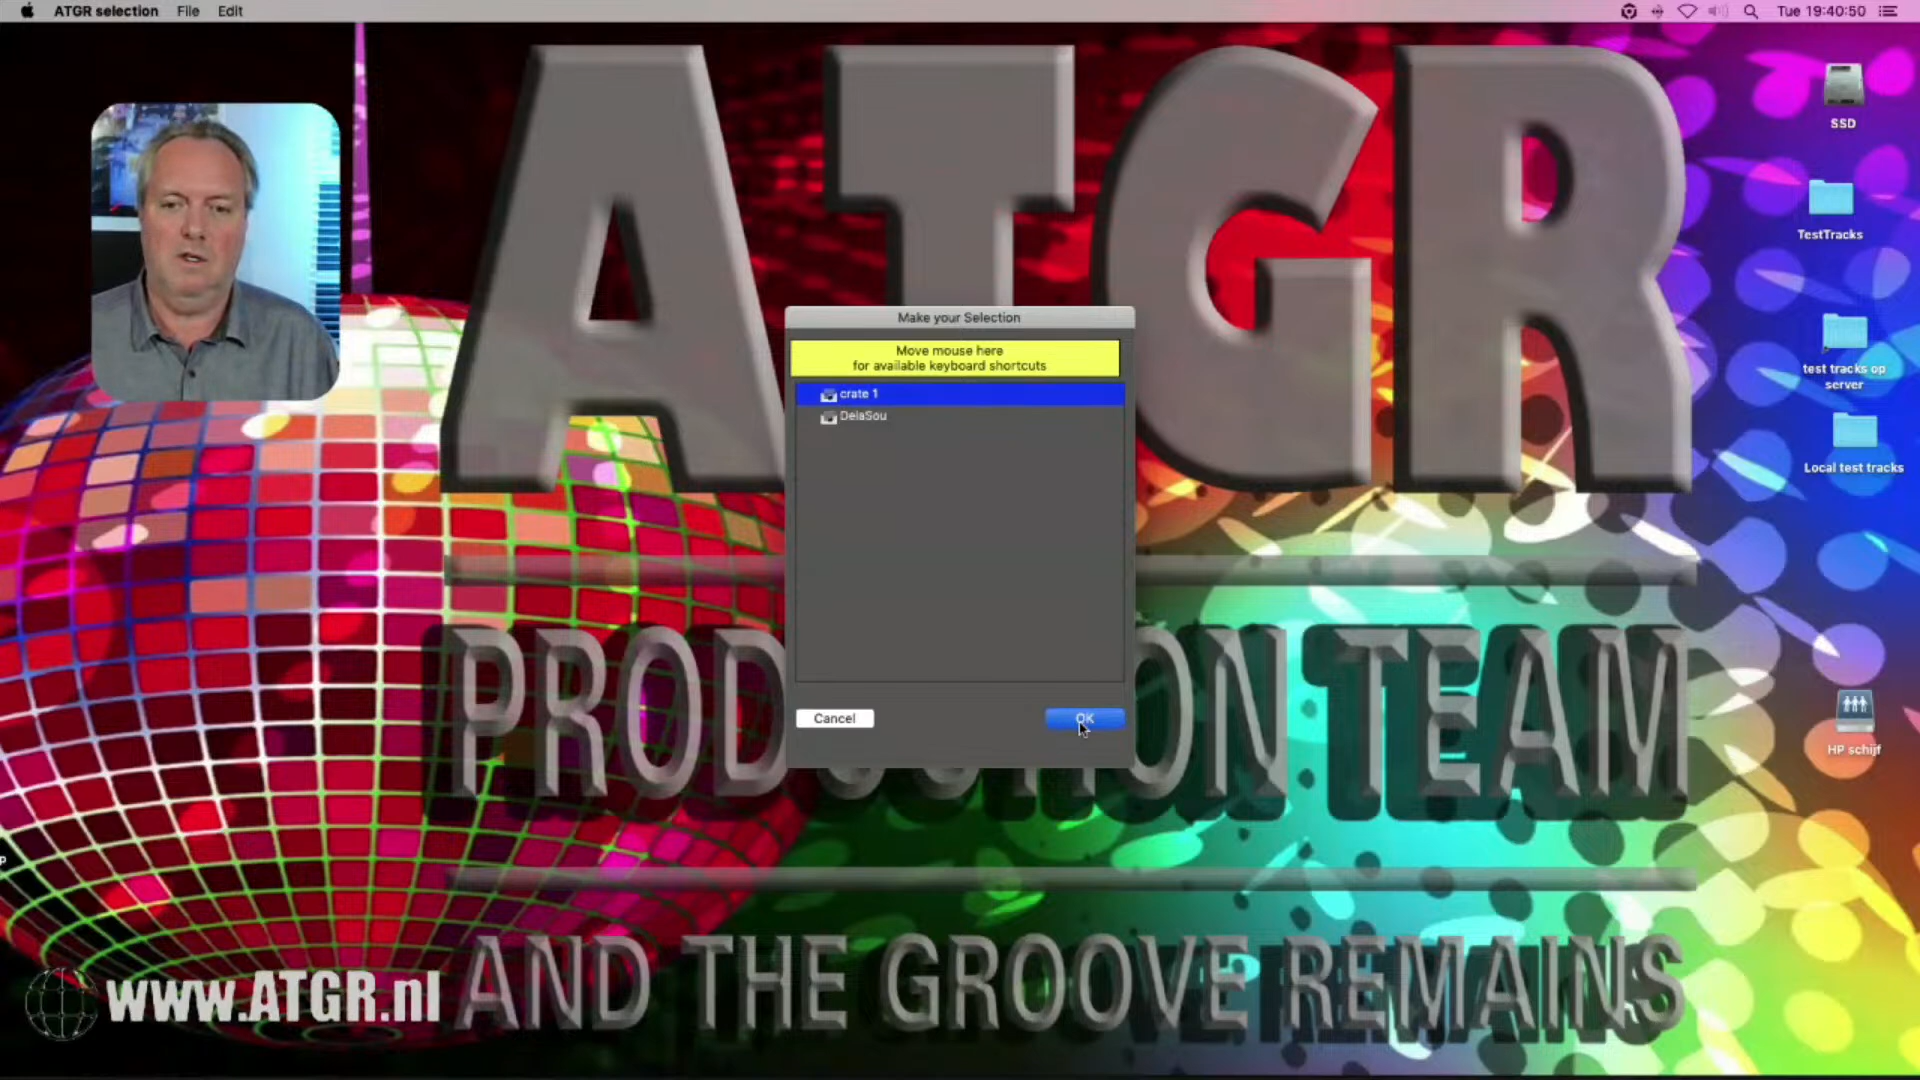 ATGR selection File Edit
Tue 19:40:50
ATGR
SSD
TestTracks
test tracks op
server
Local test tracks
HP schijf
Make your Selection
Move mouse here
for available keyboard shortcuts
crate 1
DelaSou
Cancel
OK
PRODUCTION TEAM
AND THE GROOVE REMAINS
www.ATGR.nl